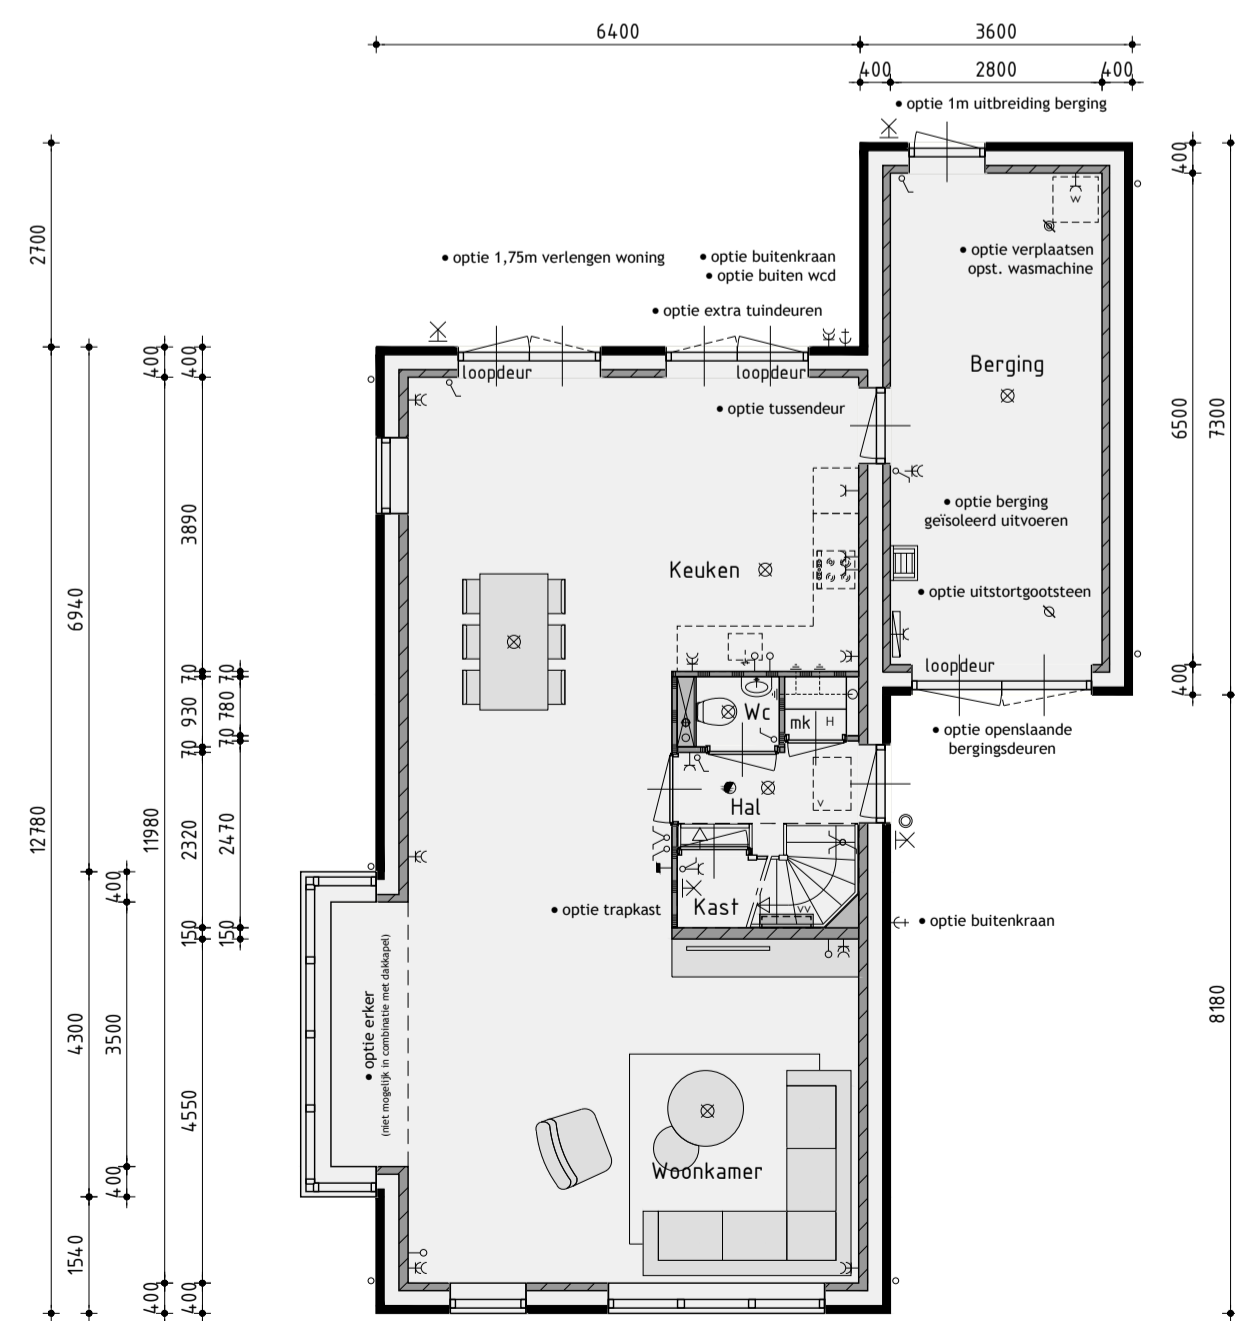 6400
3600
400
2800
400
• optie 1m uitbreiding berging
400
2700
• optie 1,75m verlengen woning
• optie buitenkraan
• optie buiten wcd
• optie verplaatsen
opst. wasmachine
W
• optie extra tuindeuren
400
400
loopdeur
loopdeur
Berging
• optie tussendeur
6500
7300
3890
• optie berging
geïsoleerd uitvoeren
Keuken
6940
• optie uitstortgootsteen
loopdeur
70
70
400
930
780
Wc
mk
H
• optie openslaande
bergingsdeuren
70
70
12780
11980
2320
2470
Hal
V
400
Kast
VV
• optie trapkast
• optie buitenkraan
150
150
4300
3500
• optie erker
(niet mogelijk in combinatie met dakkapel)
8180
4550
Woonkamer
400
1540
400
400